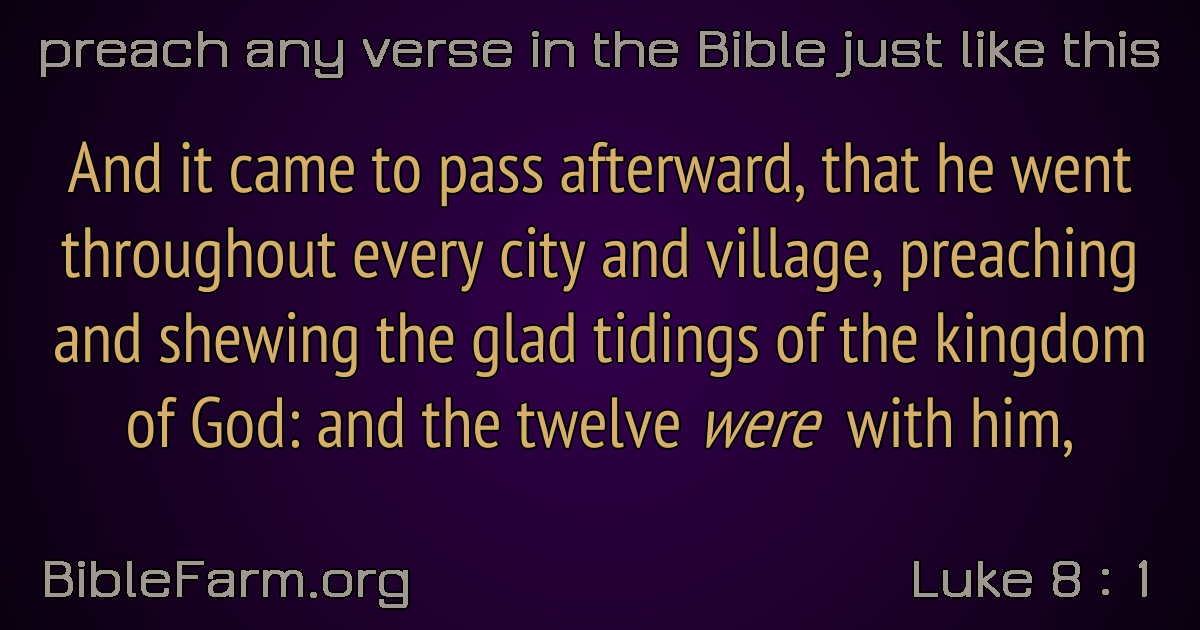 preach any verse in the Bible just like this
And it came to pass afterward, that he went
throughout every city and village, preaching
and shewing the glad tidings of the kingdom
of God: and the twelve were with him,
BibleFarm.org
Luke 8 : 1